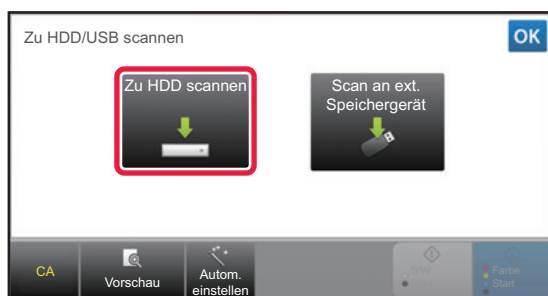 Zu HDD/USB scannen
OK
Zu HDD scannen
Scan an ext.
Speichergerät
CA
Vorschau
Autom.
einstellen
S/W
Start
Farbe
Start